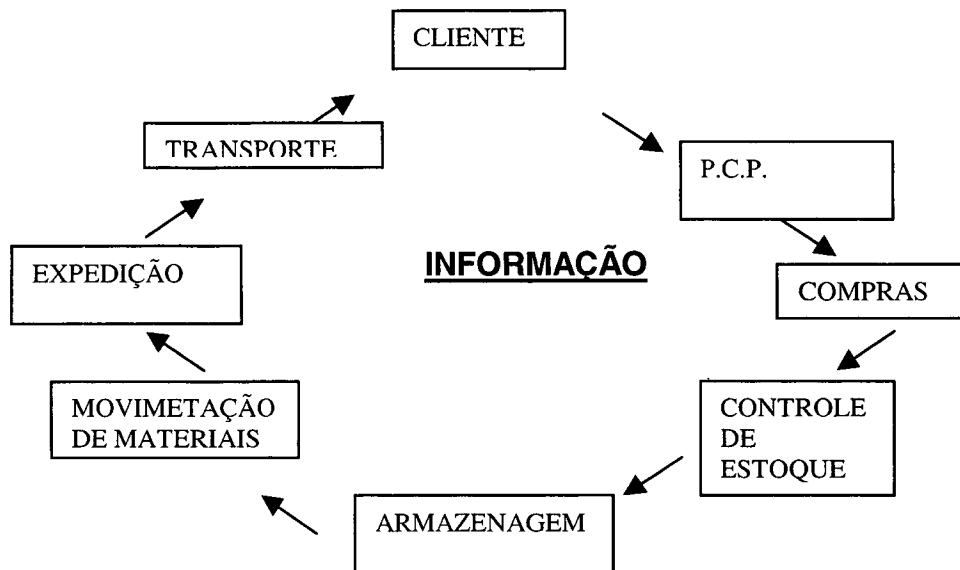 CLIENTE
TRANSPORTE
P.C.P.
EXPEDIÇÃO
INFORMAÇÃO
COMPRAS
MOVIMETAÇÃO
DE MATERIAIS
CONTROLE
DE
ESTOQUE
ARMAZENAGEM